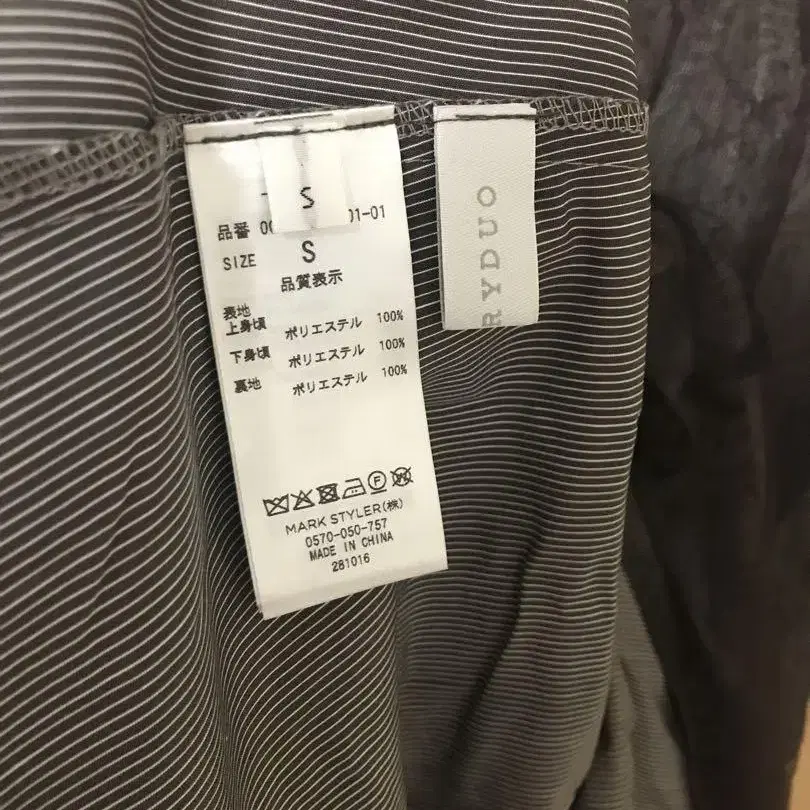 S
品番 00 01-01
SIZE S
品質表示
表地
上身頃 ポリエステル 100%
下身頃 ポリエステル 100%
裏地 ポリエステル 100%
F
MARK STYLER(株)
0570-050-757
MADE IN CHINA
281016
RYDUO